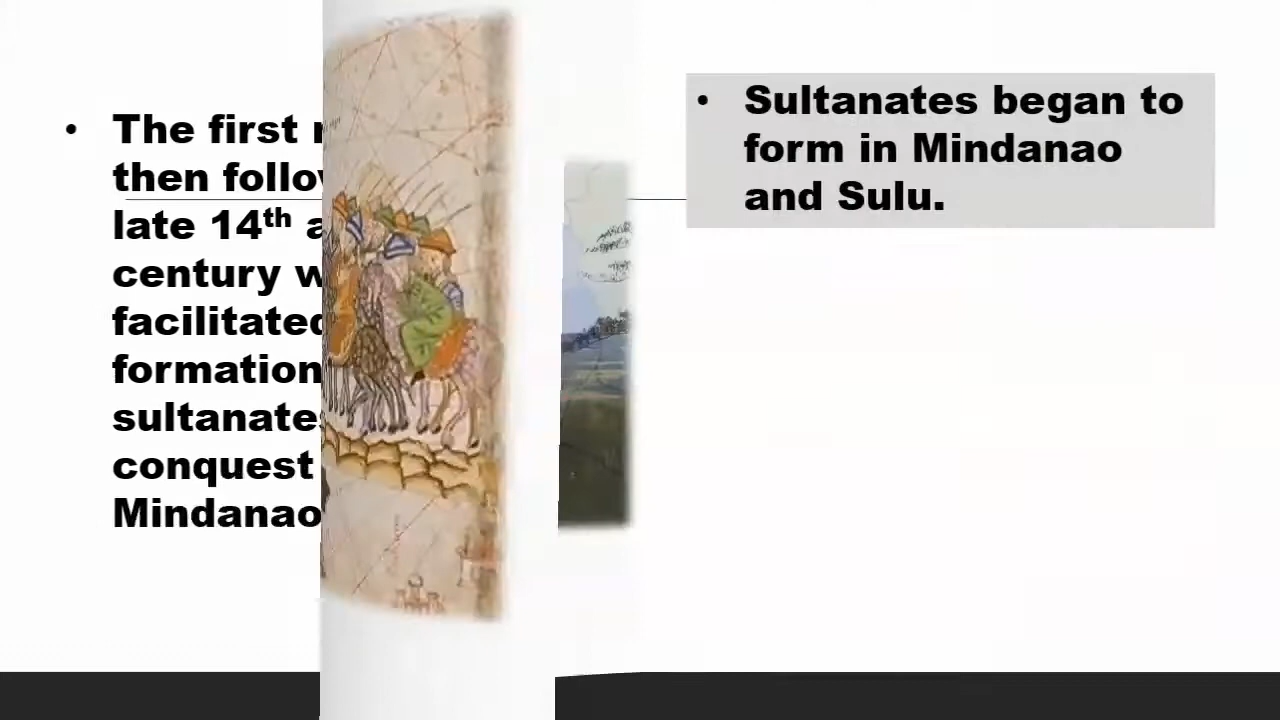 • The first
then
late 14th
century
facilitated
formation
sultanates
conquest
Mindanao
• Sultanates began to
form in Mindanao
and Sulu.